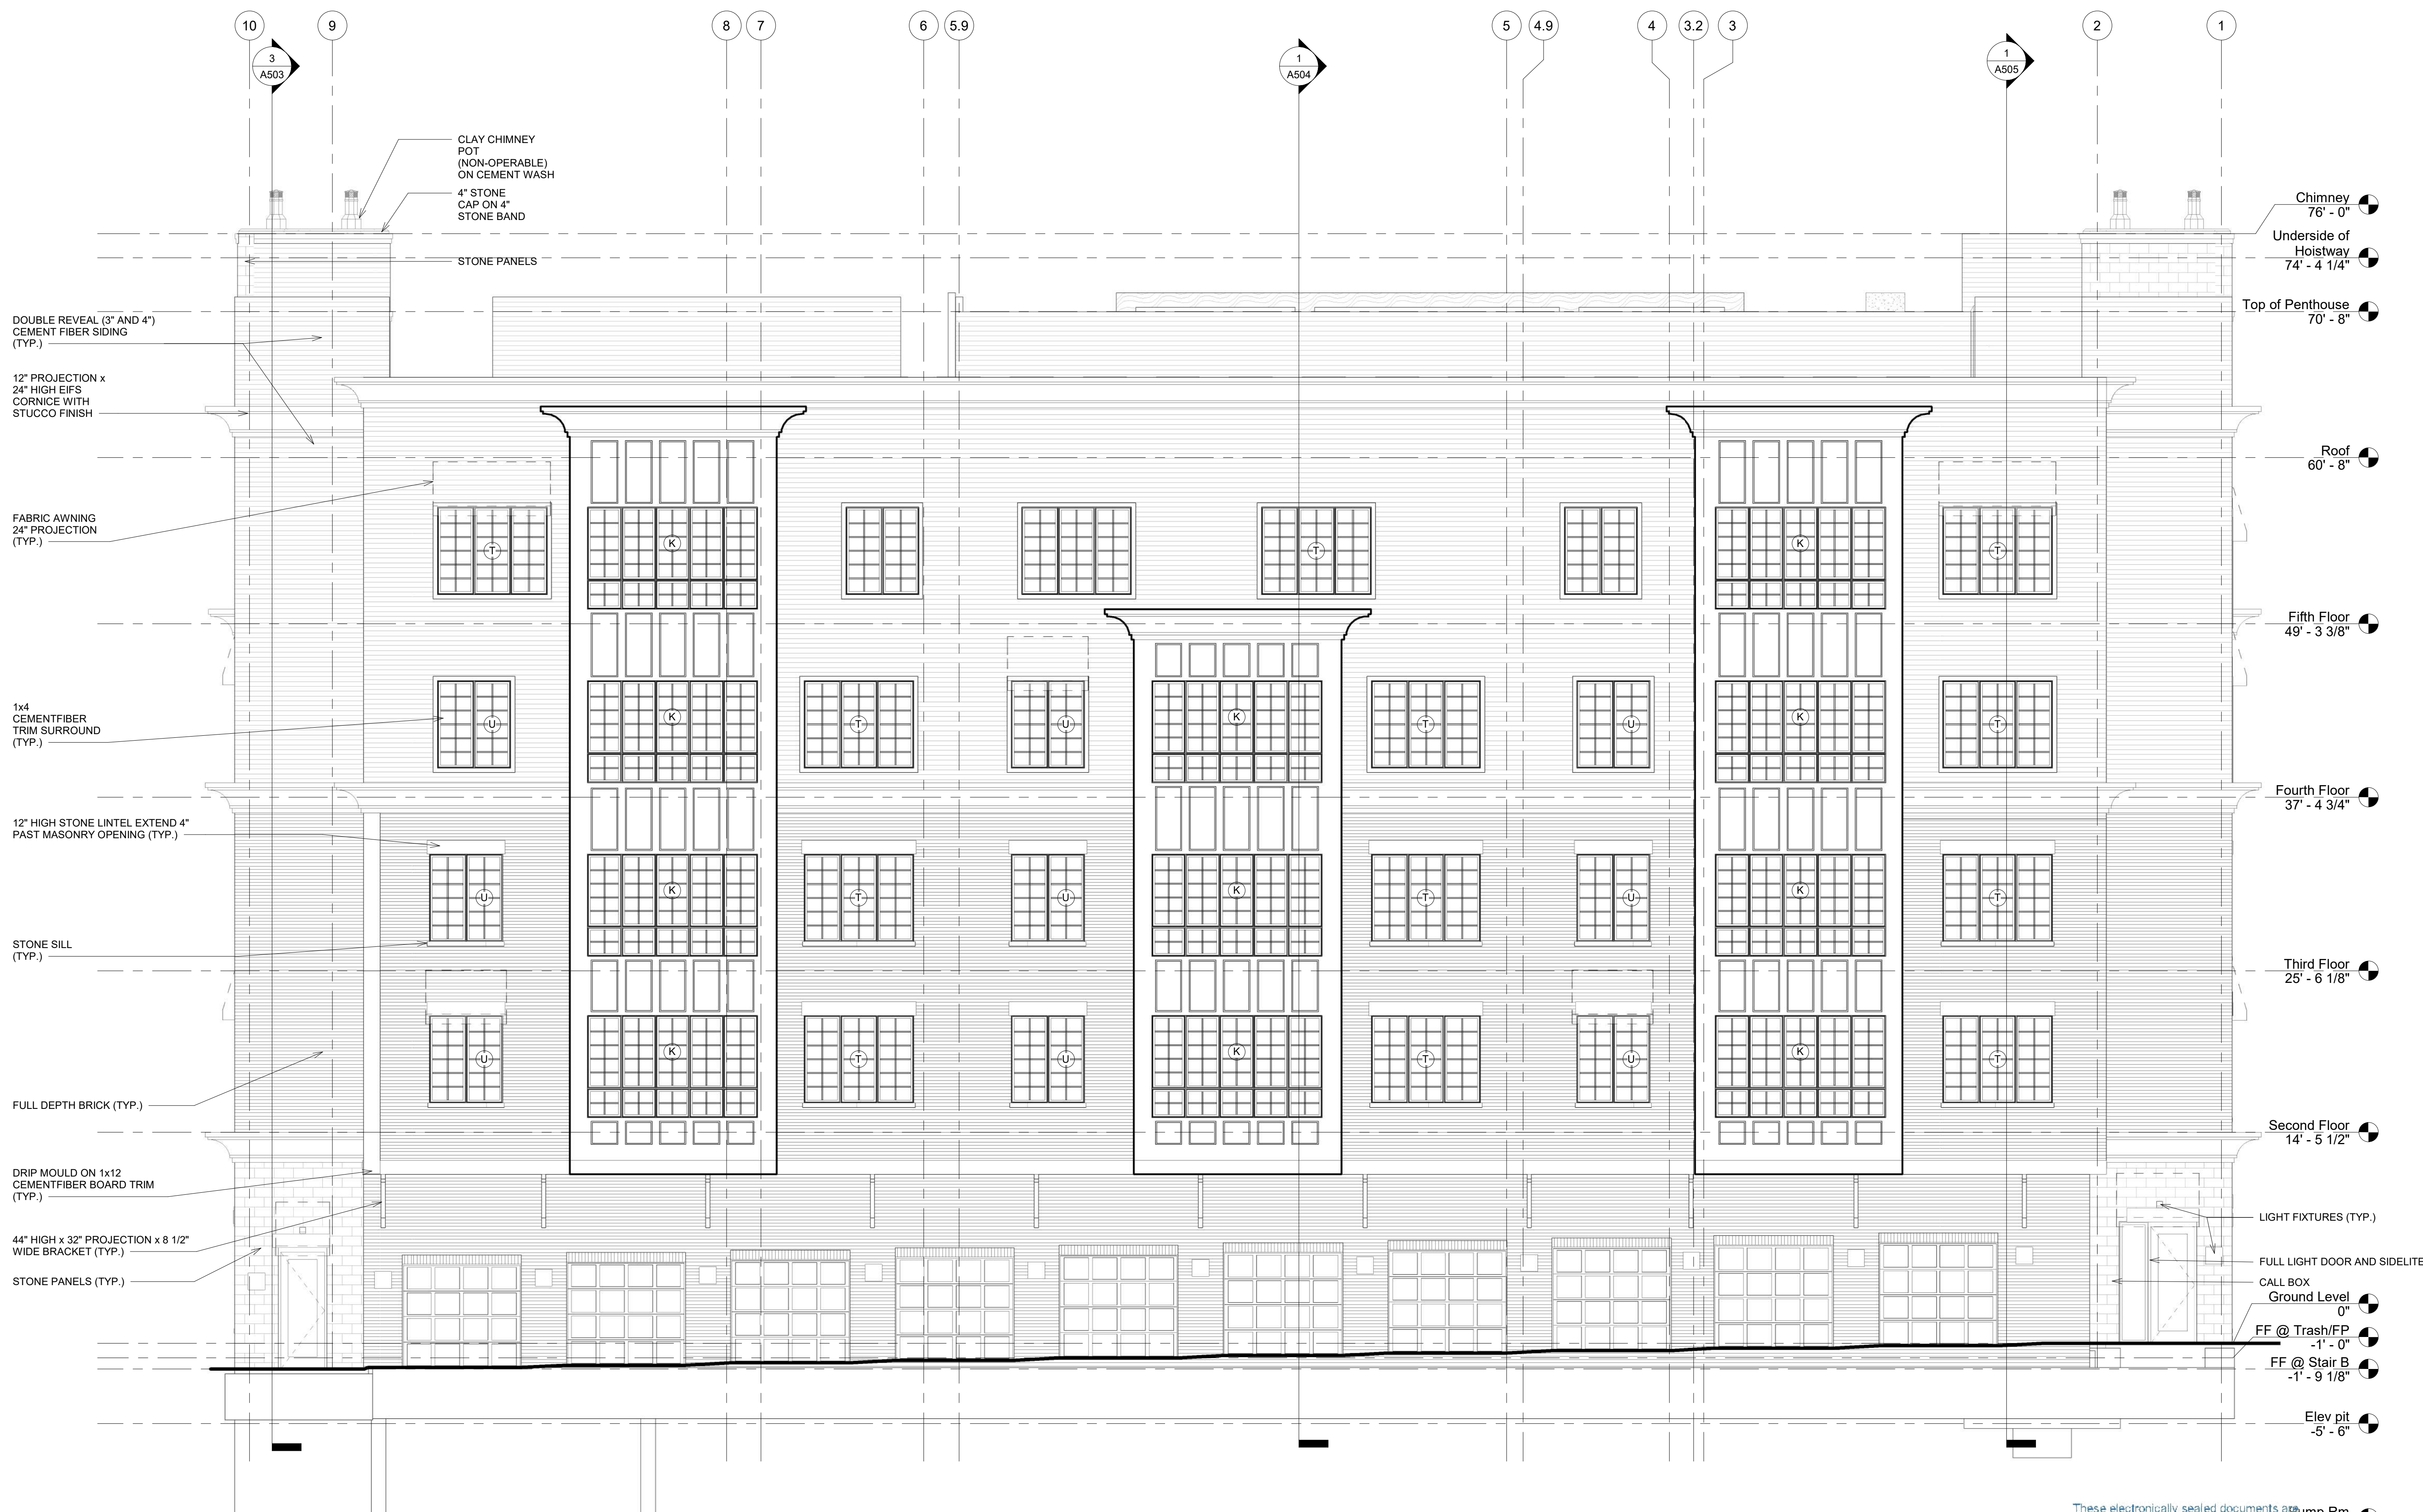 10
9
8
7
6
5.9
5
4.9
4
3.2
3
2
1
3
A503
1
A504
1
A505
CLAY CHIMNEY
POT
(NON-OPERABLE)
ON CEMENT WASH
4" STONE
CAP ON 4"
STONE BAND
STONE PANELS
DOUBLE REVEAL (3" AND 4")
CEMENT FIBER SIDING
(TYP.)
12" PROJECTION x
24" HIGH EIFS
CORNICE WITH
STUCCO FINISH
FABRIC AWNING
24" PROJECTION
(TYP.)
1x4
CEMENTFIBER
TRIM SURROUND
(TYP.)
12" HIGH STONE LINTEL EXTEND 4"
PAST MASONRY OPENING (TYP.)
STONE SILL
(TYP.)
FULL DEPTH BRICK (TYP.)
DRIP MOULD ON 1x12
CEMENTFIBER BOARD TRIM
(TYP.)
44" HIGH x 32" PROJECTION x 8 1/2"
WIDE BRACKET (TYP.)
STONE PANELS (TYP.)
T
K
T
K
T
U
K
T
U
K
T
U
K
T
U
K
T
U
K
T
U
K
T
U
K
T
U
K
T
U
K
T
Chimney
76' - 0"
Underside of
Hoistway
74' - 4 1/4"
Top of Penthouse
70' - 8"
Roof
60' - 8"
Fifth Floor
49' - 3 3/8"
Fourth Floor
37' - 4 3/4"
Third Floor
25' - 6 1/8"
Second Floor
14' - 5 1/2"
LIGHT FIXTURES (TYP.)
FULL LIGHT DOOR AND SIDELITE
CALL BOX
Ground Level
0"
FF @ Trash/FP
-1' - 0"
FF @ Stair B
-1' - 9 1/8"
Elev pit
-5' - 6"
These electronically sealed documents are
Rm